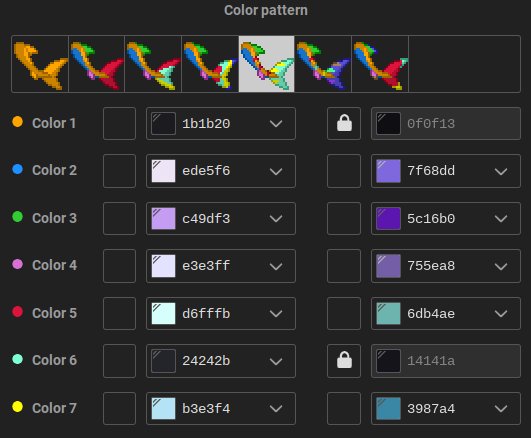 Color pattern
Color 1 1b1b20 0f0f13
Color 2 ede5f6 7f68dd
Color 3 c49df3 5c16b0
Color 4 e3e3ff 755ea8
Color 5 d6fffb 6db4ae
Color 6 24242b 14141a
Color 7 b3e3f4 3987a4